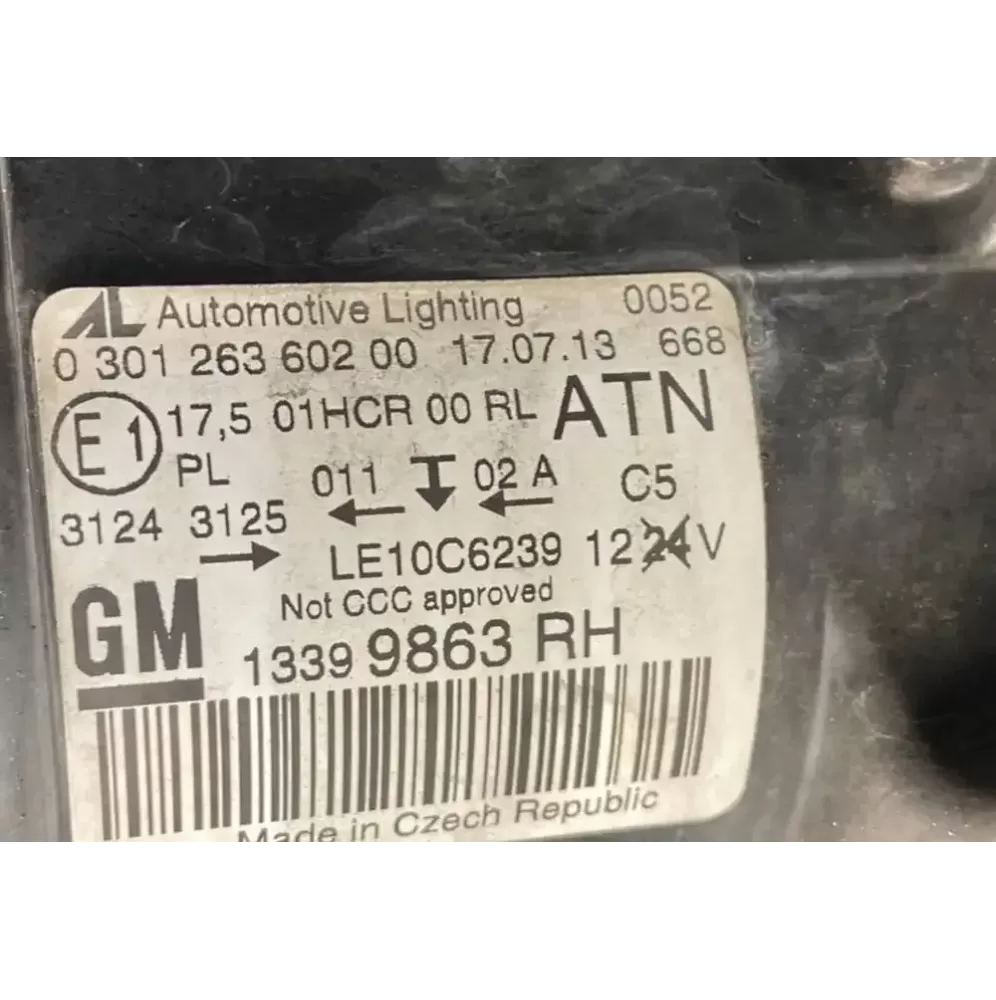 AL Automotive Lighting 0052
0 301 263 602 00 17.07.13 668
E1 17,5 01HCR 00 RL ATN
PL 011 02 A C5
3124 3125
LE10C6239 12 24 V
Not CCC approved
GM 1339 9863 RH
Made in Czech Republic